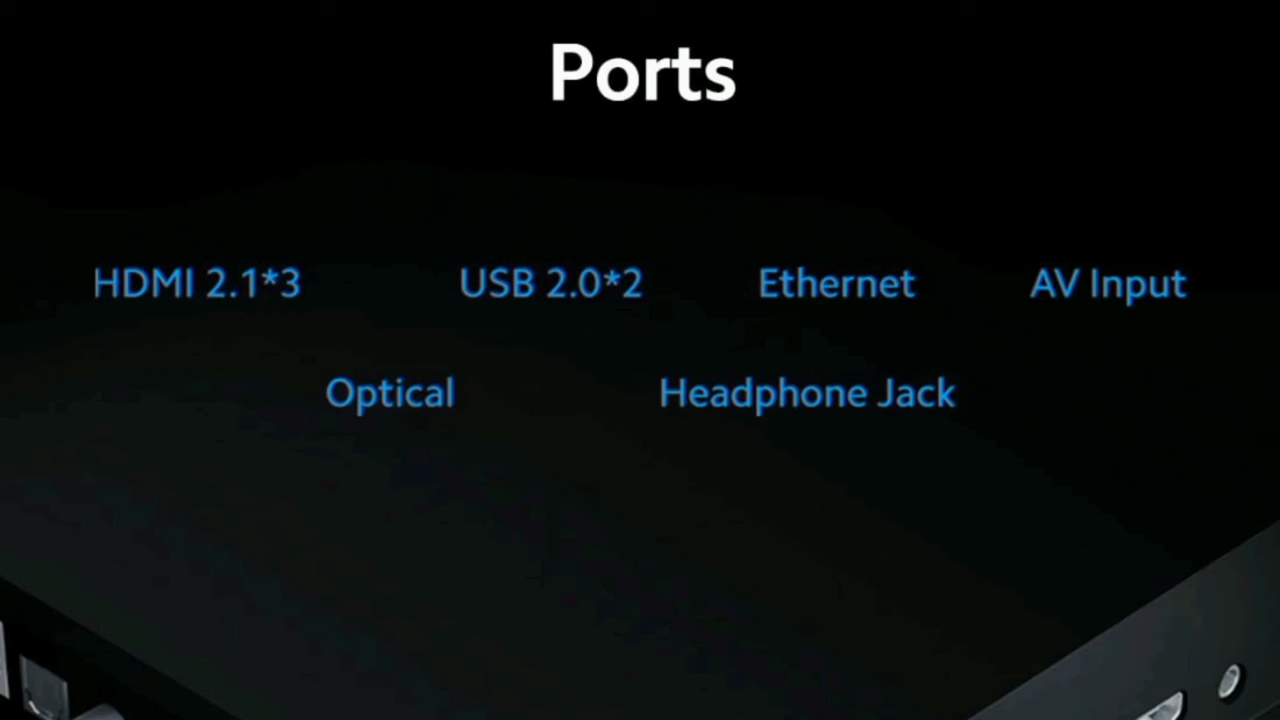 Ports
HDMI 2.1*3 USB 2.0*2 Ethernet AV Input
Optical Headphone Jack